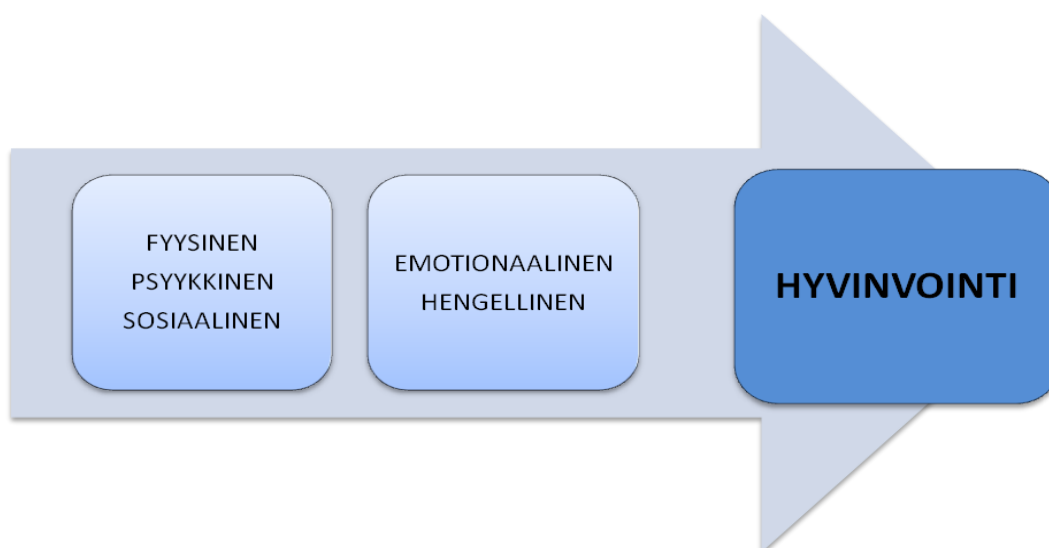 FYYSINEN
PSYYKKINEN
SOSIAALINEN
EMOTIONAALINEN
HENGELLINEN
HYVINVOINTI